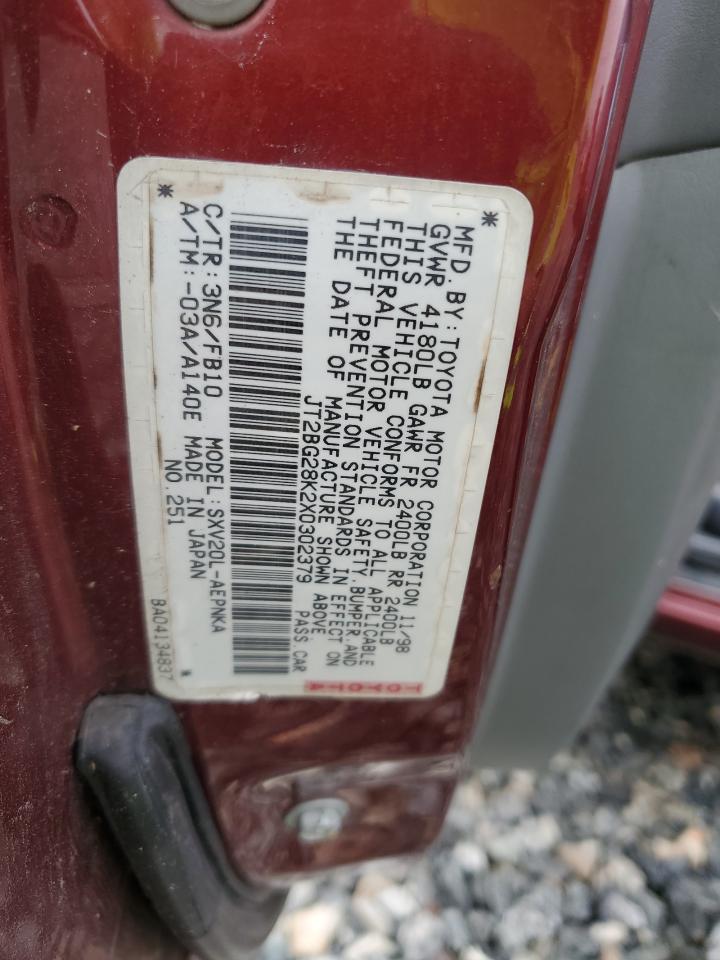 MFD.BY:TOYOTA MOTOR CORPORATION 11/98
GVWR 4180LB GAWR FR 2400LB RR 2400LB
THIS VEHICLE CONFORMS TO ALL APPLICABLE
FEDERAL MOTOR VEHICLE SAFETY,BUMPER,AND
THEFT PREVENTION STANDARDS IN EFFECT ON
THE DATE OF MANUFACTURE SHOWN ABOVE.
JT2BG28K2X0302379 PASS.CAR
C/TR:3N6/FB10 MODEL:SXV20L-AEPNKA
A/TM:-03A/A140E MADE IN JAPAN
NO.251
BA04134837
TOYOTA